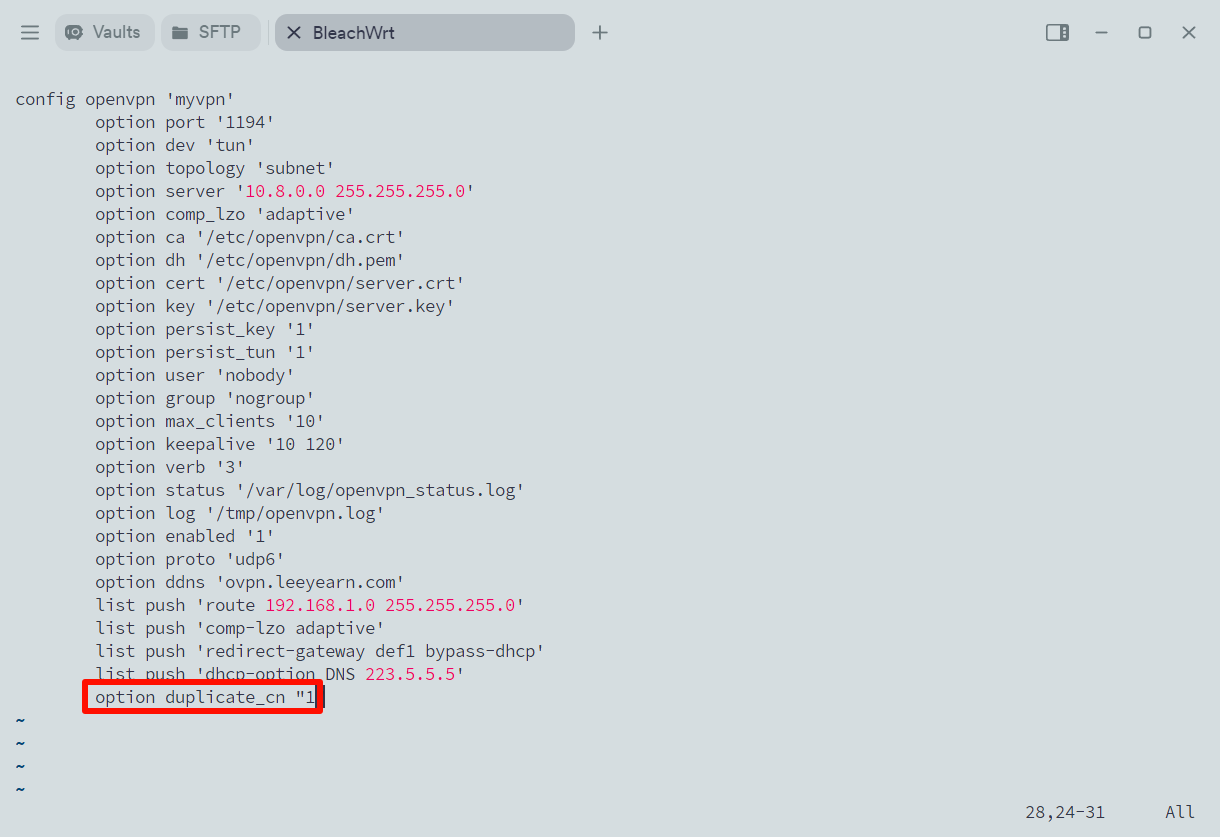 Vaults SFTP BleachWrt
config openvpn 'myvpn'
option port '1194'
option dev 'tun'
option topology 'subnet'
option server '10.8.0.0 255.255.255.0'
option comp_lzo 'adaptive'
option ca '/etc/openvpn/ca.crt'
option dh '/etc/openvpn/dh.pem'
option cert '/etc/openvpn/server.crt'
option key '/etc/openvpn/server.key'
option persist_key '1'
option persist_tun '1'
option user 'nobody'
option group 'nogroup'
option max_clients '10'
option keepalive '10 120'
option verb '3'
option status '/var/log/openvpn_status.log'
option log '/tmp/openvpn.log'
option enabled '1'
option proto 'udp6'
option ddns 'ovpn.leeyearn.com'
list push 'route 192.168.1.0 255.255.255.0'
list push 'comp-lzo adaptive'
list push 'redirect-gateway def1 bypass-dhcp'
list push 'dhcp-option DNS 223.5.5.5'
option duplicate_cn "1
~
~
~
~
28,24-31 All